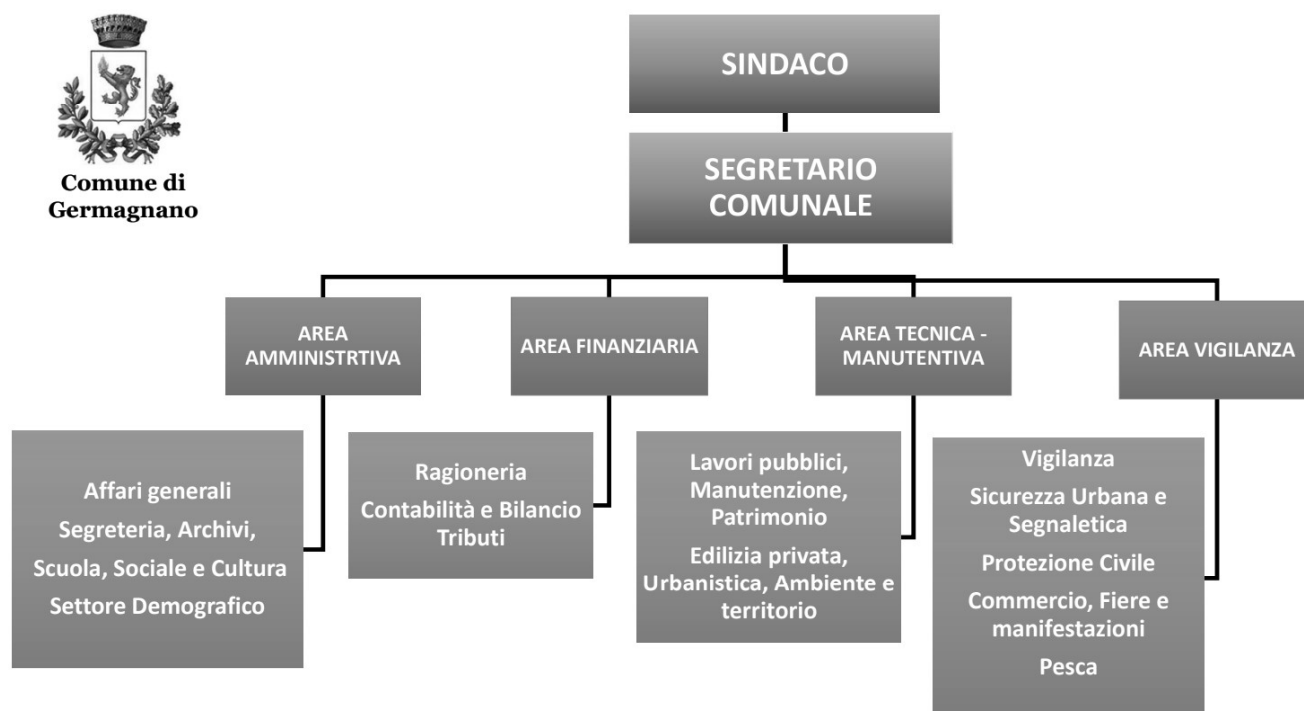 Comune di
Germagnano
SINDACO
SEGRETARIO
COMUNALE
AREA
AMMINISTRTIVA
AREA FINANZIARIA
AREA TECNICA -
MANUTENTIVA
AREA VIGILANZA
Affari generali
Segreteria, Archivi,
Scuola, Sociale e Cultura
Settore Demografico
Ragioneria
Contabilità e Bilancio
Tributi
Lavori pubblici,
Manutenzione,
Patrimonio
Edilizia privata,
Urbanistica, Ambiente e
territorio
Vigilanza
Sicurezza Urbana e
Segnaletica
Protezione Civile
Commercio, Fiere e
manifestazioni
Pesca